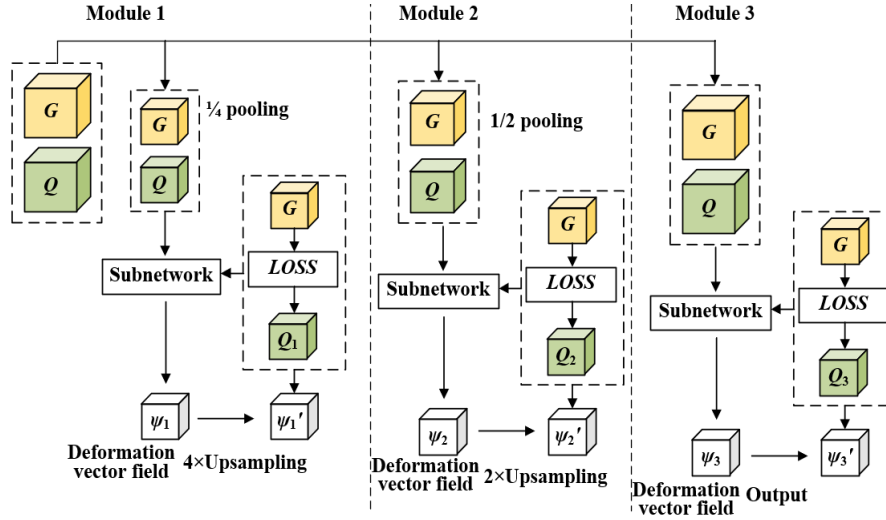 Module 1
Module 2
Module 3
G
Q
G
Q
¼ pooling
G
LOSS
Q₁
Subnetwork
ψ₁
ψ₁′
Deformation
vector field
4×Upsampling
G
Q
1/2 pooling
G
LOSS
Q₂
Subnetwork
ψ₂
ψ₂′
Deformation
vector field
2×Upsampling
G
Q
G
LOSS
Q₃
Subnetwork
ψ₃
ψ₃′
Deformation
vector field
Output